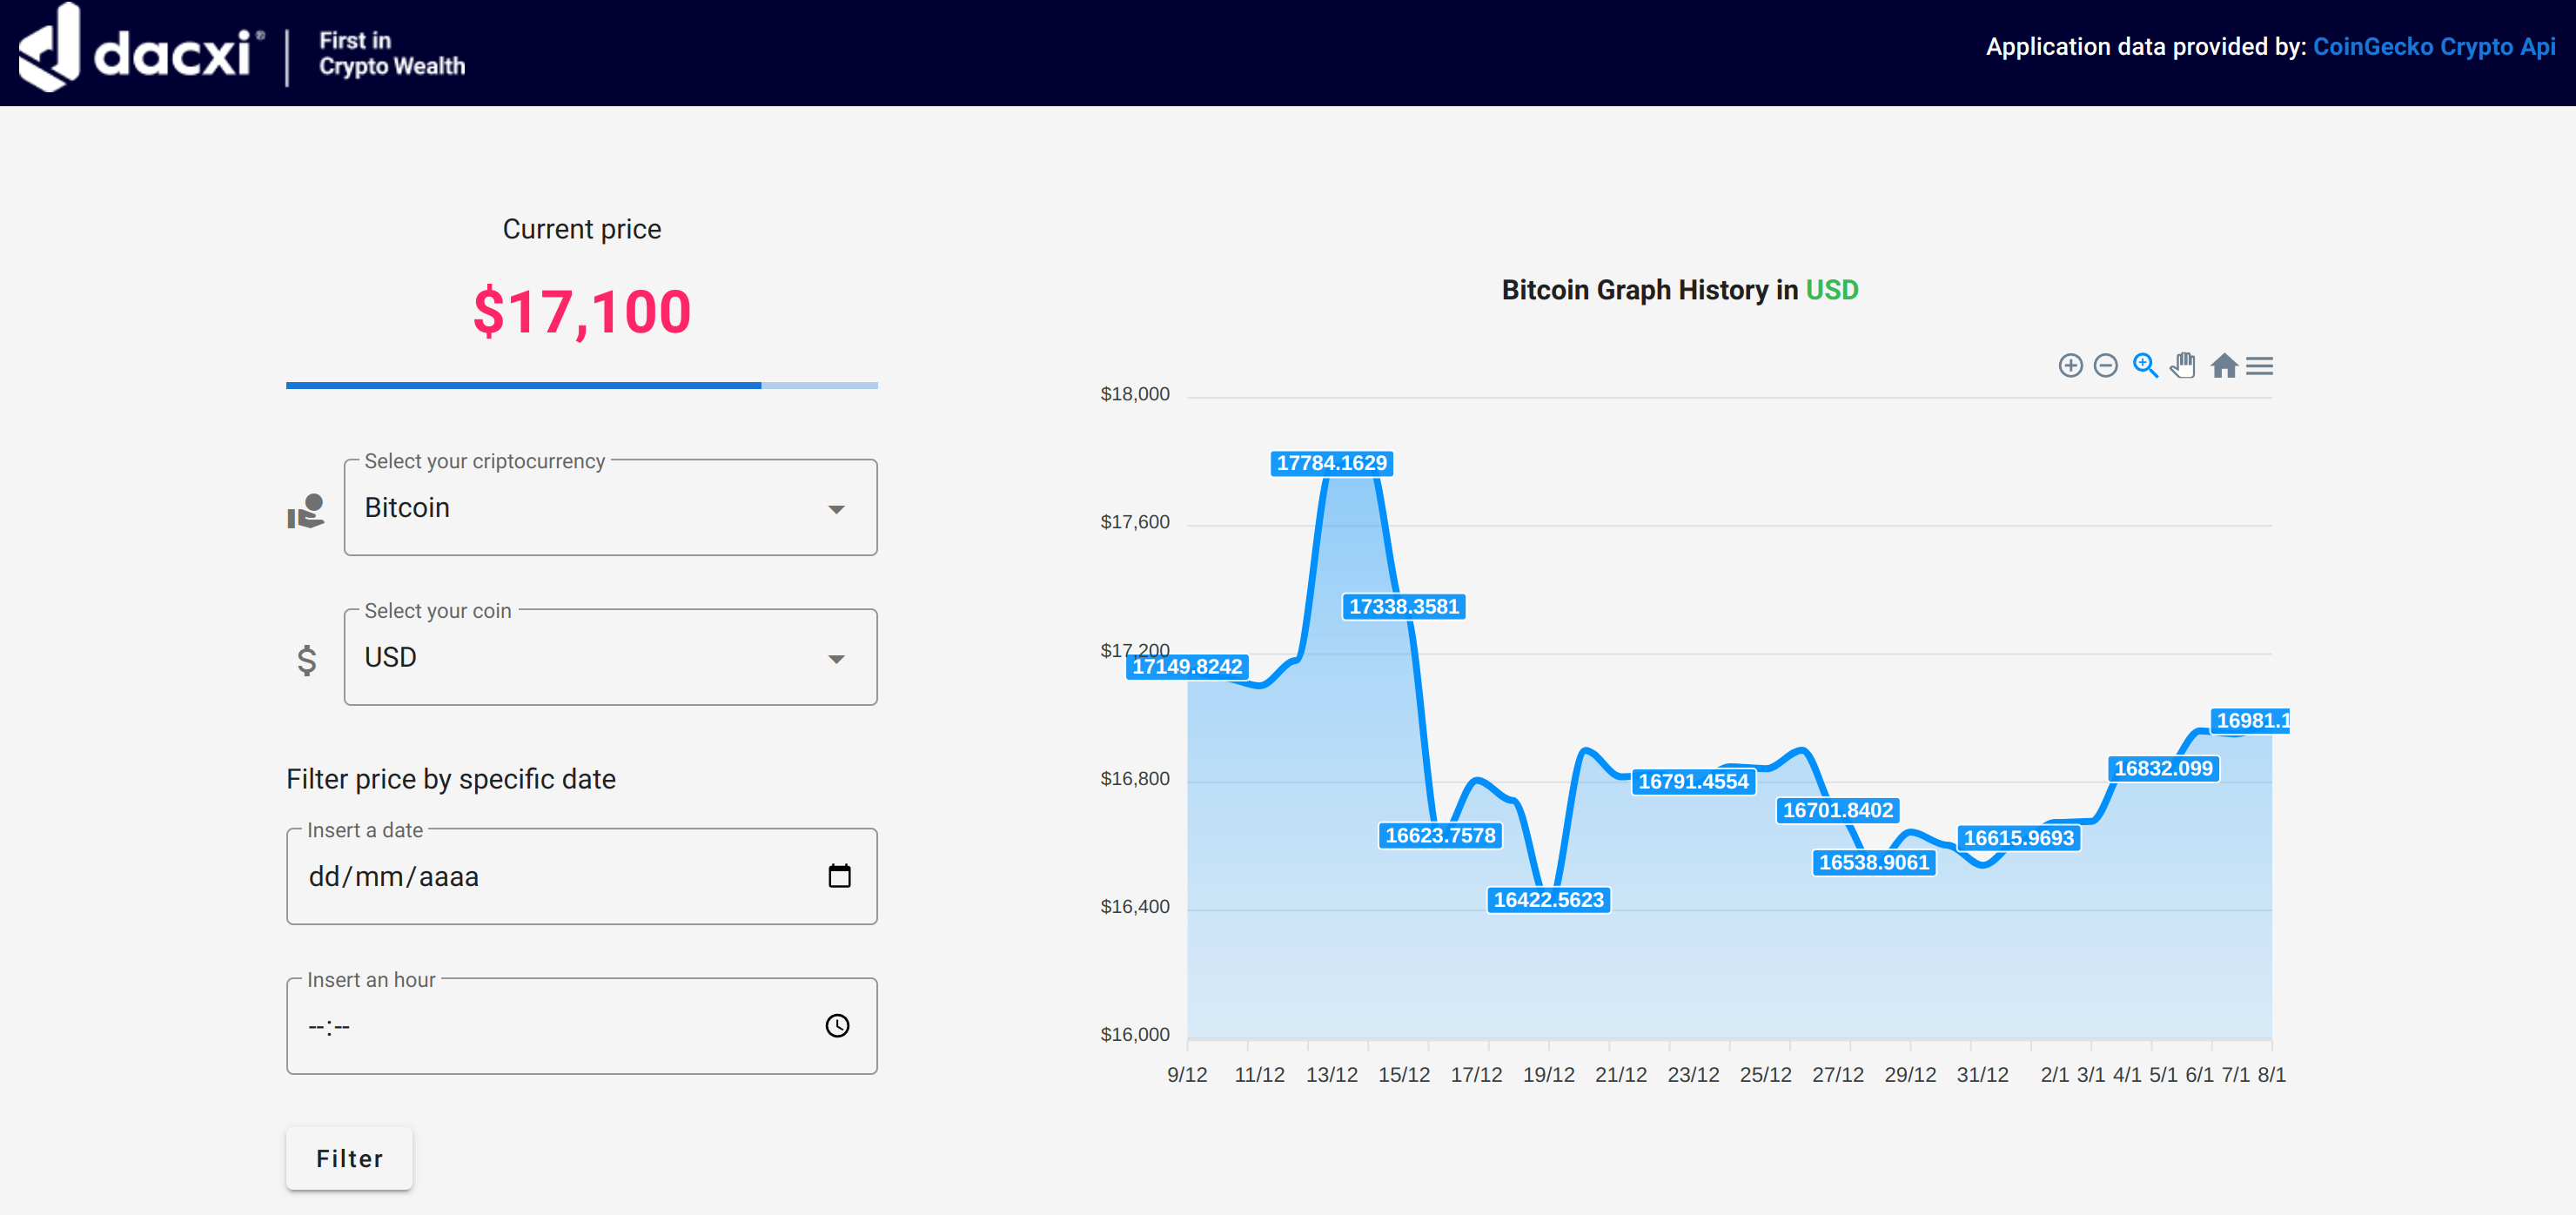 dacxi®
First in
Crypto Wealth
Application data provided by: CoinGecko Crypto Api
Current price
$17,100
Select your criptocurrency
Bitcoin
Select your coin
USD
Filter price by specific date
Insert a date
dd/mm/aaaa
Insert an hour
--:--
Filter
Bitcoin Graph History in USD
$18,000
$17,600
$17,200
$16,800
$16,400
$16,000
17784.1629
17338.3581
17149.8242
16981.1
16832.099
16791.4554
16701.8402
16623.7578
16615.9693
16538.9061
16422.5623
9/12 11/12 13/12 15/12 17/12 19/12 21/12 23/12 25/12 27/12 29/12 31/12 2/1 3/1 4/1 5/1 6/1 7/1 8/1